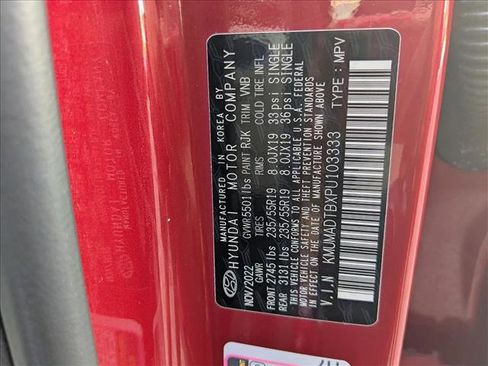 MANUFACTURED IN KOREA BY
HYUNDAI MOTOR COMPANY
NOV/2022 GVWR5501lbs PAINT RJK TRIM VNB
GAWR TIRES RIMS COLD TIRE INFL
FRONT 2745lbs 235/55R19 8.0JX19 33psi SINGLE
REAR 3131lbs 235/55R19 8.0JX19 36psi SINGLE
THIS VEHICLE CONFORMS TO ALL APPLICABLE U.S.A. FEDERAL
MOTOR VEHICLE SAFETY AND THEFT PREVENTION STANDARDS
IN EFFECT ON THE DATE OF MANUFACTURE SHOWN ABOVE.
V.I.N KMUMADTBXPU103333 TYPE : MPV